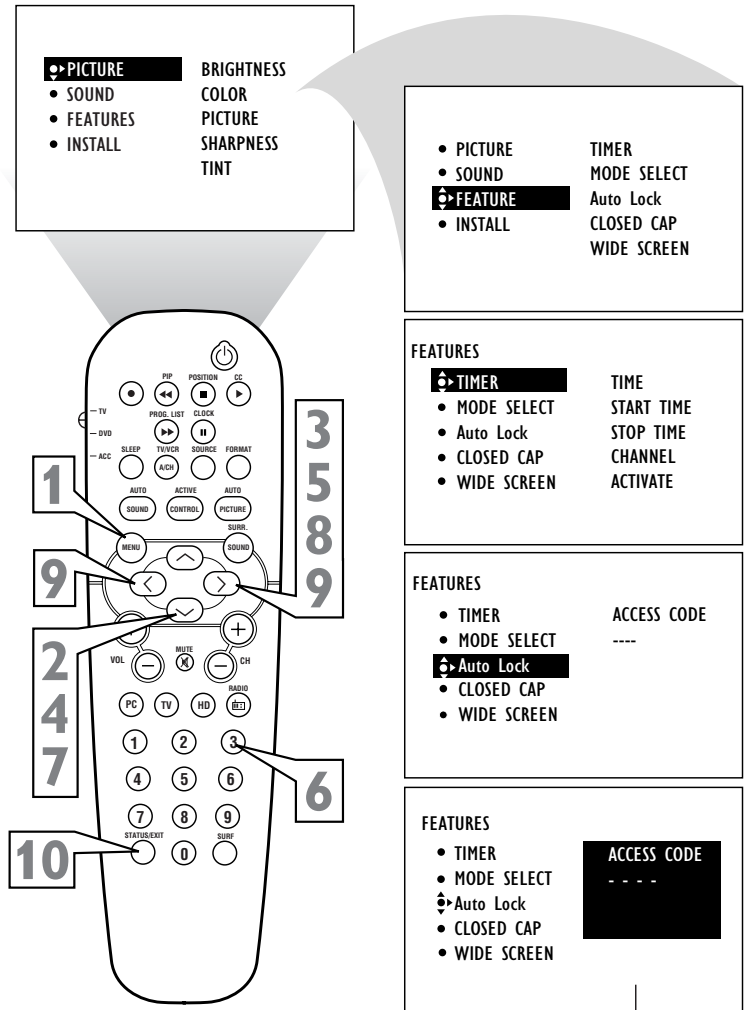 PICTURE BRIGHTNESS
SOUND COLOR
FEATURES PICTURE
INSTALL SHARPNESS
TINT
PICTURE TIMER
SOUND MODE SELECT
FEATURE Auto Lock
INSTALL CLOSED CAP
WIDE SCREEN
FEATURES
TIMER TIME
MODE SELECT START TIME
Auto Lock STOP TIME
CLOSED CAP CHANNEL
WIDE SCREEN ACTIVATE
FEATURES
TIMER ACCESS CODE
MODE SELECT ----
Auto Lock
CLOSED CAP
WIDE SCREEN
FEATURES
TIMER ACCESS CODE
MODE SELECT - - - -
Auto Lock
CLOSED CAP
WIDE SCREEN
PIP POSITION CC
TV
PROG. LIST CLOCK
DVD
ACC
SLEEP TV/VCR SOURCE FORMAT
A/CH
AUTO ACTIVE AUTO
SOUND CONTROL PICTURE
SURR.
MENU SOUND
MUTE
VOL CH
RADIO
PC TV HD
1 2 3
4 5 6
7 8 9
STATUS/EXIT SURF
0
1
9
2
4
7
10
3
5
8
9
6